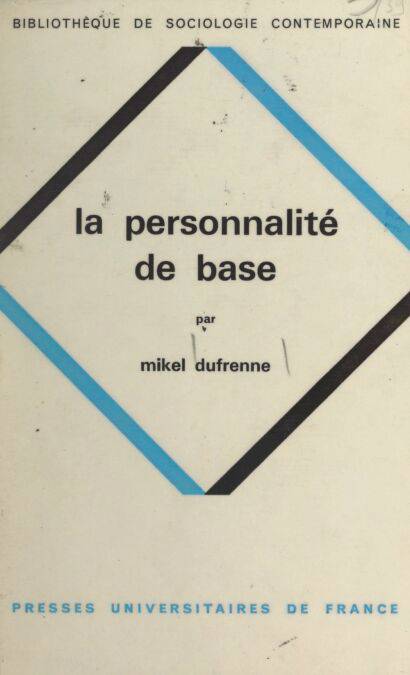 BIBLIOTHÈQUE DE SOCIOLOGIE CONTEMPORAINE
la personnalité
de base
par
mikel dufrenne
PRESSES UNIVERSITAIRES DE FRANCE